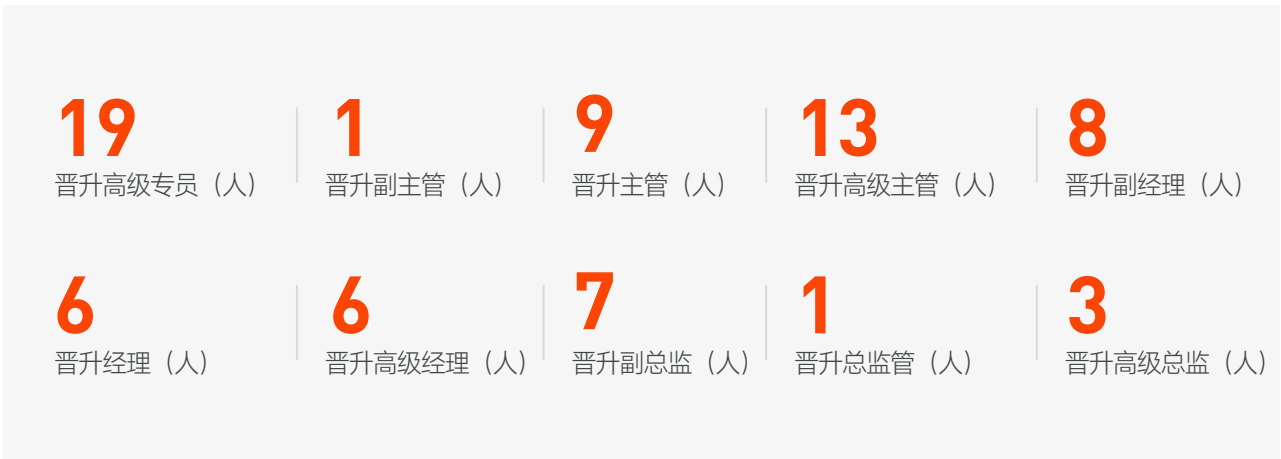 19 1 9 13 8
晋升高级专员（人） 晋升副主管（人） 晋升主管（人） 晋升高级主管（人） 晋升副经理（人）
6 6 7 1 3
晋升经理（人） 晋升高级经理（人） 晋升副总监（人） 晋升总监管（人） 晋升高级总监（人）